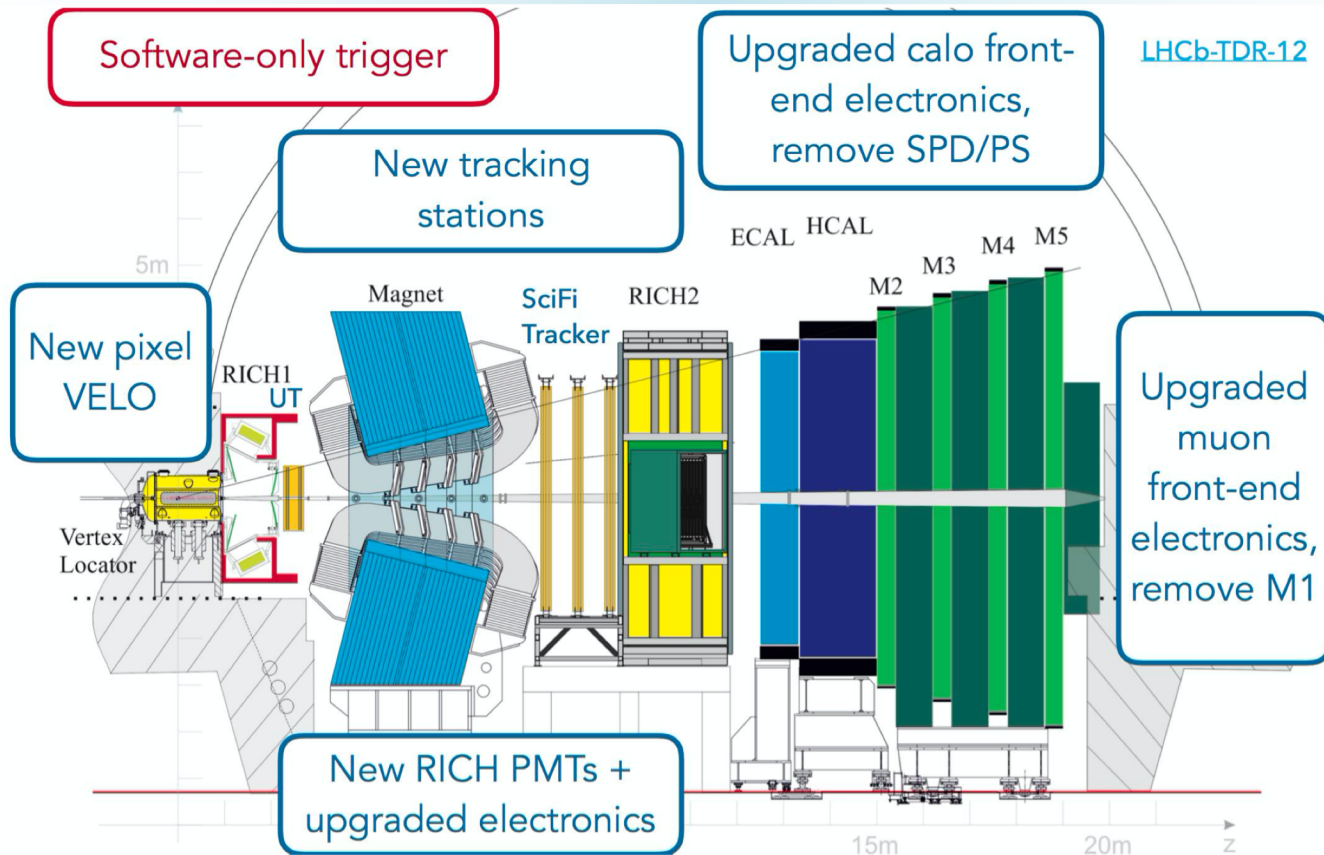 Software-only trigger
Upgraded calo front-
end electronics,
remove SPD/PS
LHCb-TDR-12
New tracking
stations
ECAL
HCAL
M2
M3
M4
M5
5m
Magnet
SciFi
Tracker
RICH2
New pixel
VELO
RICH1
UT
Upgraded
muon
front-end
electronics,
remove M1
Vertex
Locator
New RICH PMTs +
upgraded electronics
15m
20m
z